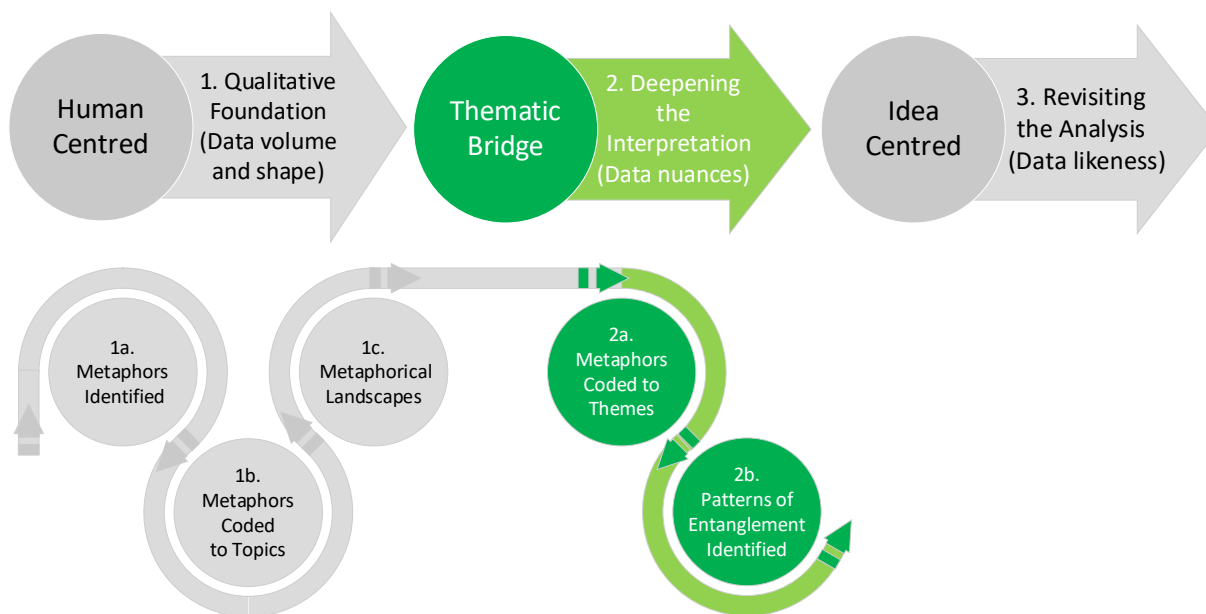 Human
Centred
1. Qualitative
Foundation
(Data volume
and shape)
Thematic
Bridge
2. Deepening
the
Interpretation
(Data nuances)
Idea
Centred
3. Revisiting
the Analysis
(Data likeness)
1a.
Metaphors
Identified
1b.
Metaphors
Coded
to Topics
1c.
Metaphorical
Landscapes
2a.
Metaphors
Coded to
Themes
2b.
Patterns of
Entanglement
Identified